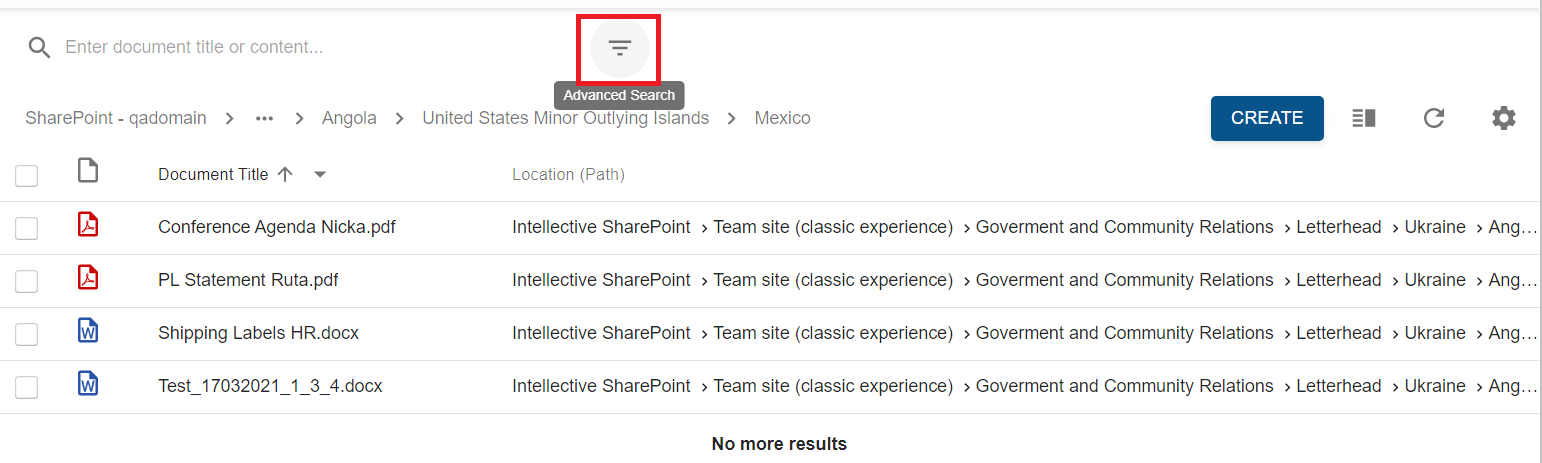 Enter document title or content...
Advanced Search
SharePoint - qadomain > ... > Angola > United States Minor Outlying Islands > Mexico CREATE
Document Title Location (Path)
Conference Agenda Nicka.pdf Intellective SharePoint > Team site (classic experience) > Goverment and Community Relations > Letterhead > Ukraine > Ang...
PL Statement Ruta.pdf Intellective SharePoint > Team site (classic experience) > Goverment and Community Relations > Letterhead > Ukraine > Ang...
Shipping Labels HR.docx Intellective SharePoint > Team site (classic experience) > Goverment and Community Relations > Letterhead > Ukraine > Ang...
Test_17032021_1_3_4.docx Intellective SharePoint > Team site (classic experience) > Goverment and Community Relations > Letterhead > Ukraine > Ang...
No more results